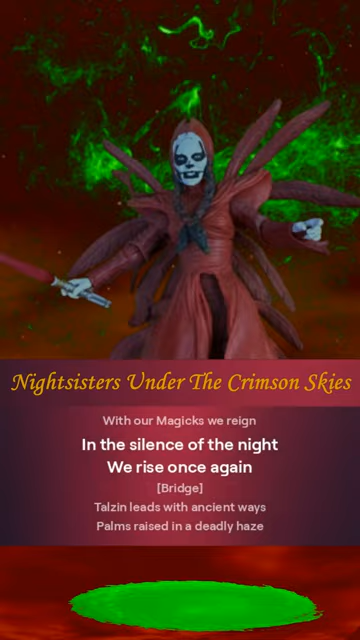 Nightsisters Under The Crimson Skies
With our Magicks we reign
In the silence of the night
We rise once again
[Bridge]
Talzin leads with ancient ways
Palms raised in a deadly haze